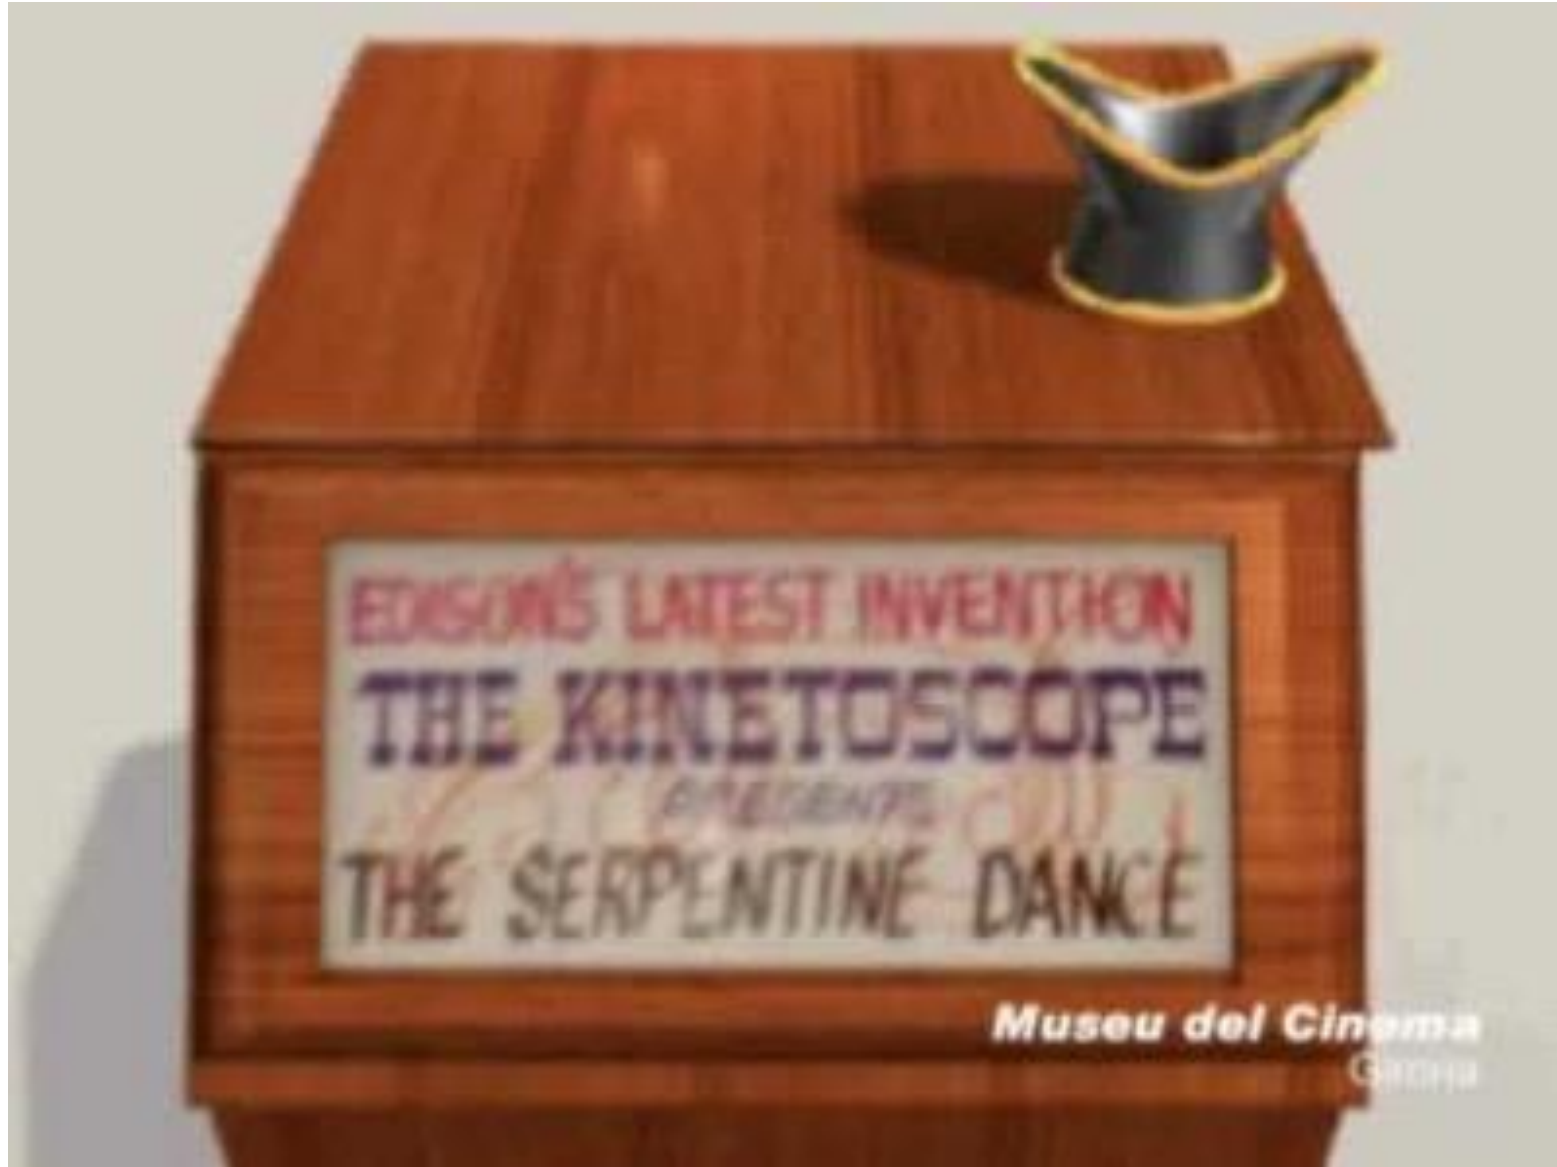 EDISON'S LATEST INVENTION
THE KINETOSCOPE
PRESENTS
THE SERPENTINE DANCE
Museu del Cinema
Girona